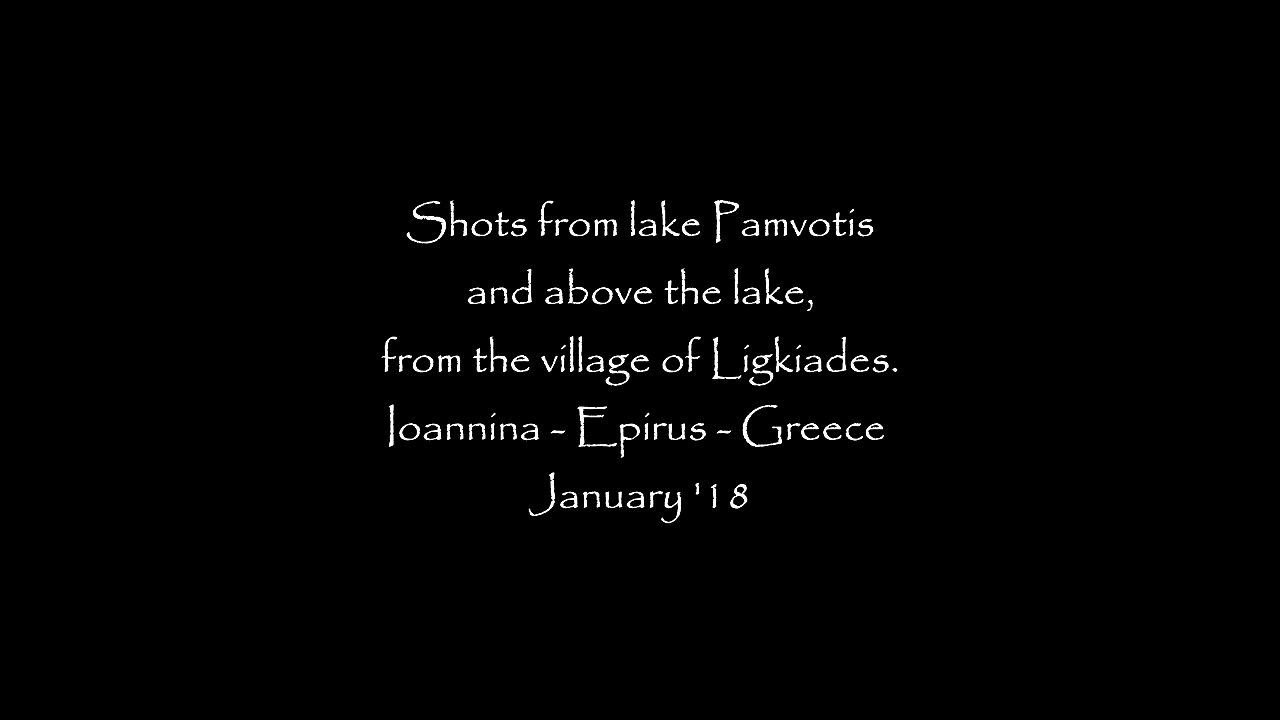 Shots from lake Pamvotis
and above the lake,
from the village of Ligkiades.
Ioannina - Epirus - Greece
January '18